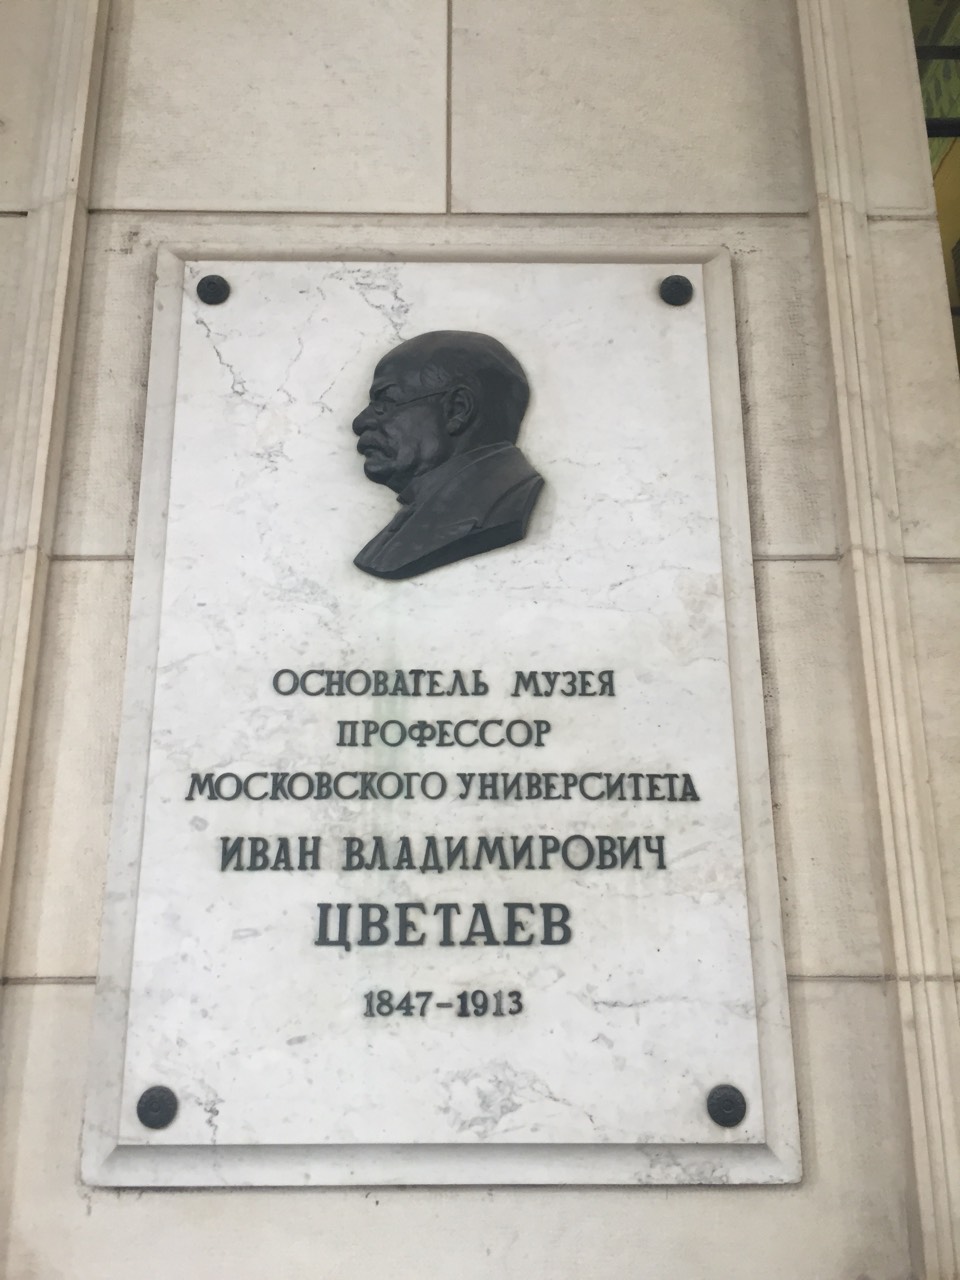 ОСНОВАТЕЛЬ МУЗЕЯ
ПРОФЕССОР
МОСКОВСКОГО УНИВЕРСИТЕТА
ИВАН ВЛАДИМИРОВИЧ
ЦВЕТАЕВ
1847-1913